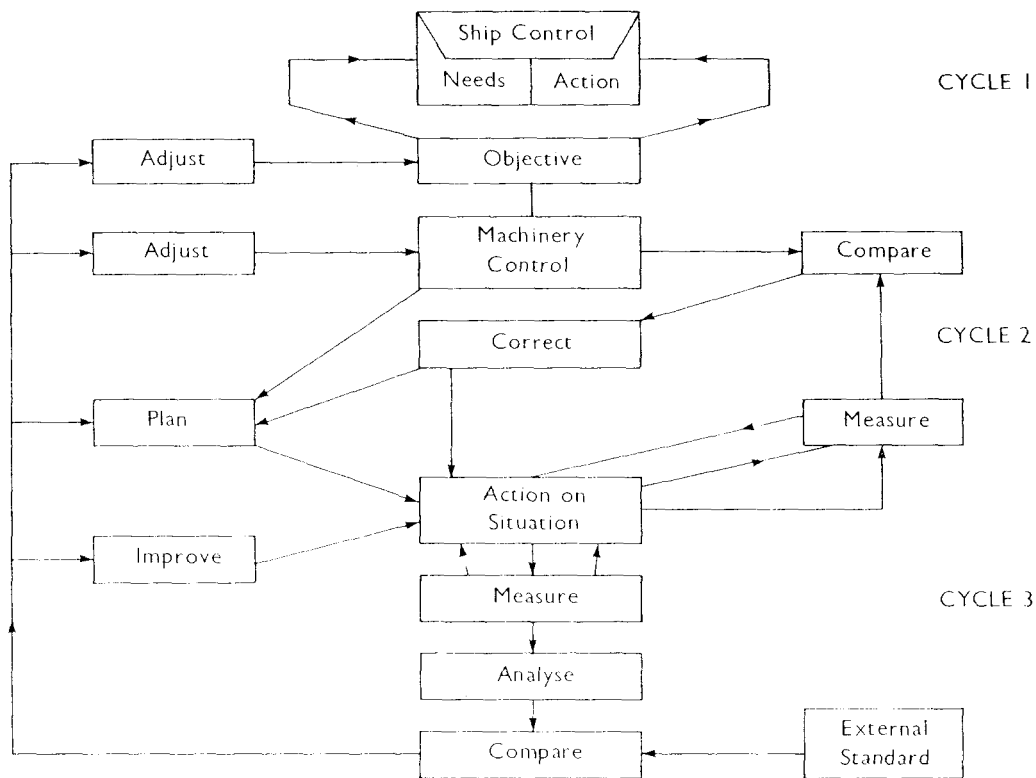 Ship Control
Needs
Action
CYCLE 1
Adjust
Objective
Adjust
Machinery
Control
Compare
Correct
CYCLE 2
Plan
Measure
Action on
Situation
Improve
Measure
CYCLE 3
Analyse
Compare
External
Standard